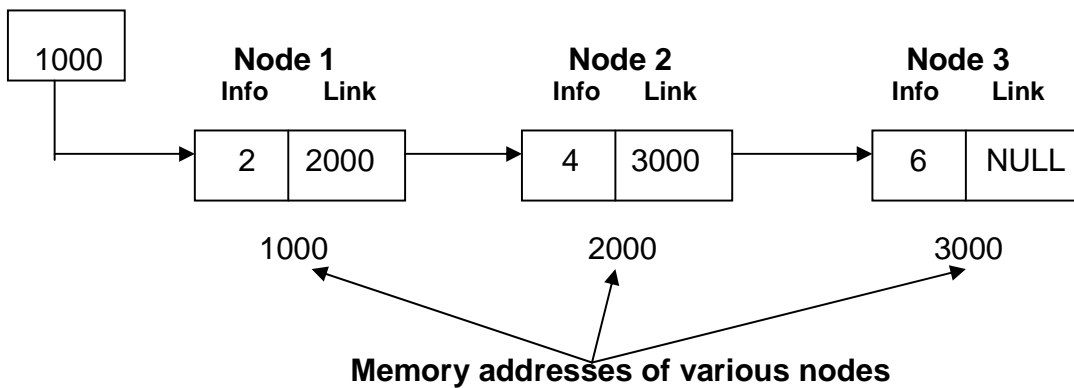 1000
Node 1 Node 2 Node 3
Info Link Info Link Info Link
2 2000 4 3000 6 NULL
1000 2000 3000
Memory addresses of various nodes